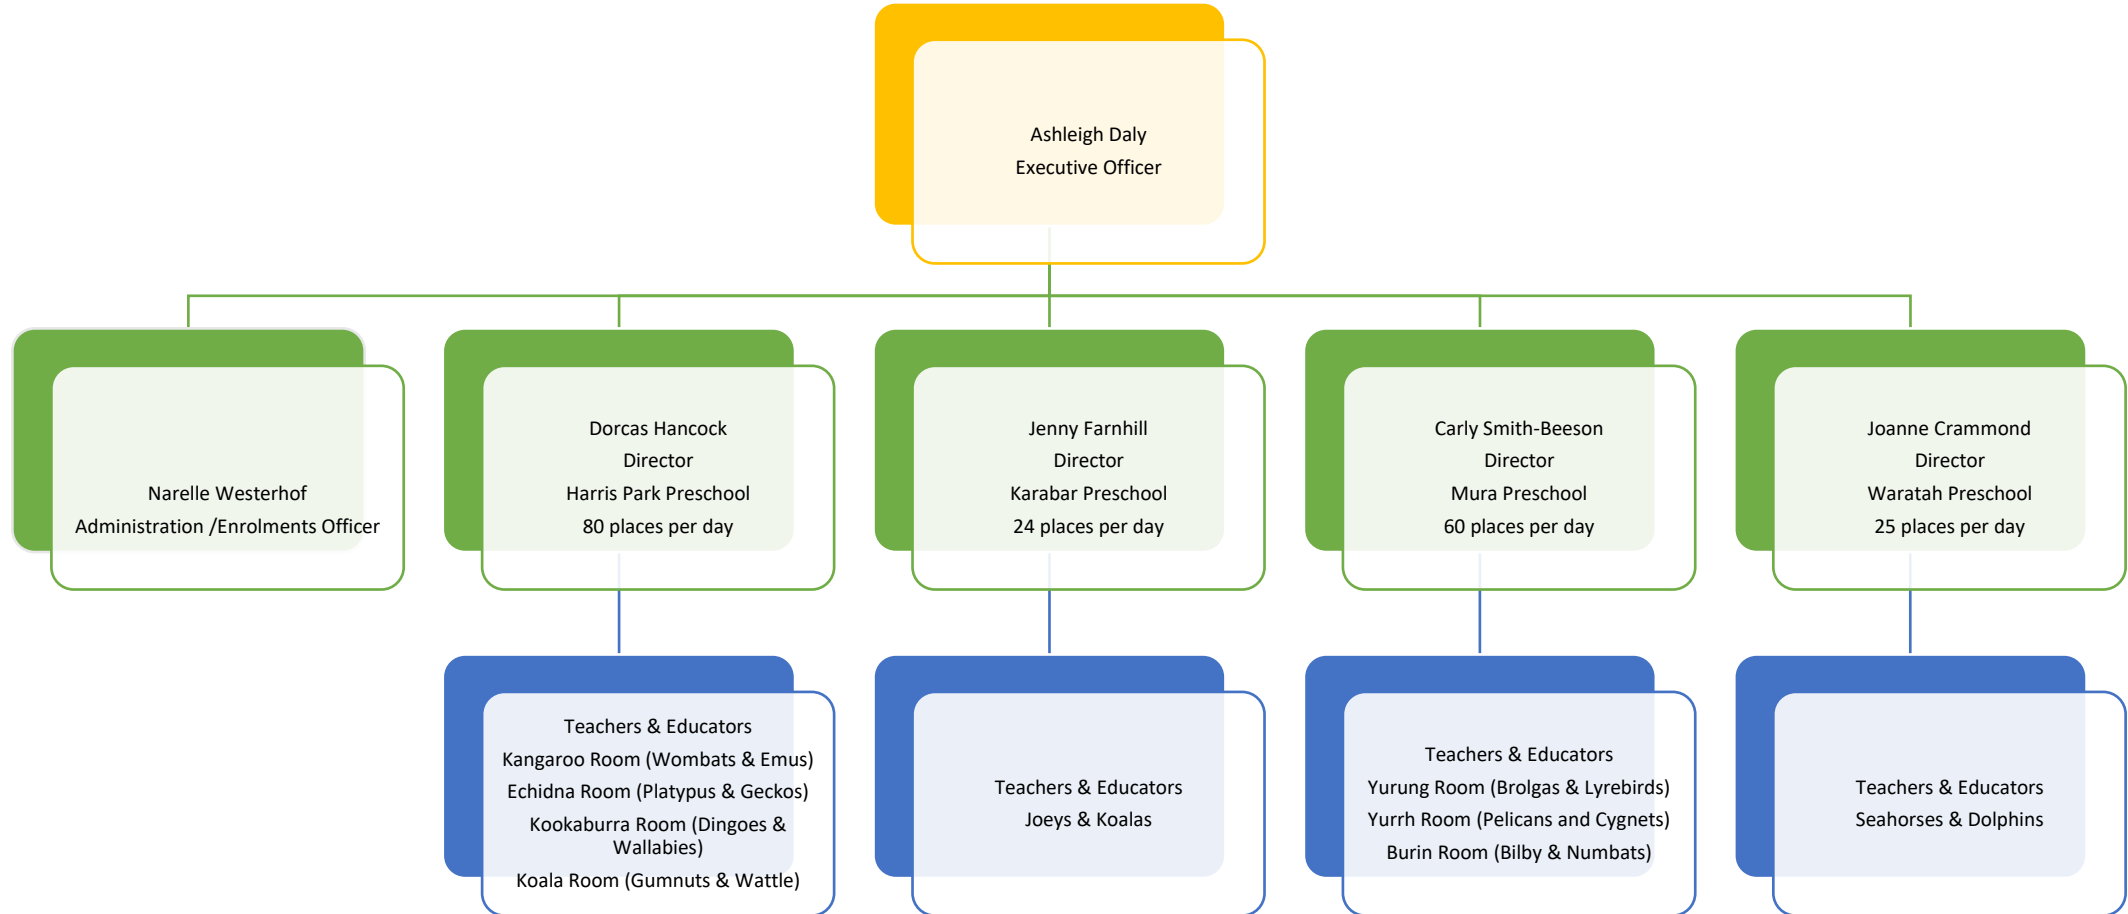 Ashleigh Daly
Executive Officer
Narelle Westerhof
Administration /Enrolments Officer
Dorcas Hancock
Director
Harris Park Preschool
80 places per day
Jenny Farnhill
Director
Karabar Preschool
24 places per day
Carly Smith-Beeson
Director
Mura Preschool
60 places per day
Joanne Crammond
Director
Waratah Preschool
25 places per day
Teachers & Educators
Kangaroo Room (Wombats & Emus)
Echidna Room (Platypus & Geckos)
Kookaburra Room (Dingoes &
Wallabies)
Koala Room (Gumnuts & Wattle)
Teachers & Educators
Joeys & Koalas
Teachers & Educators
Yurung Room (Brolgas & Lyrebirds)
Yurrh Room (Pelicans and Cygnets)
Burin Room (Bilby & Numbats)
Teachers & Educators
Seahorses & Dolphins